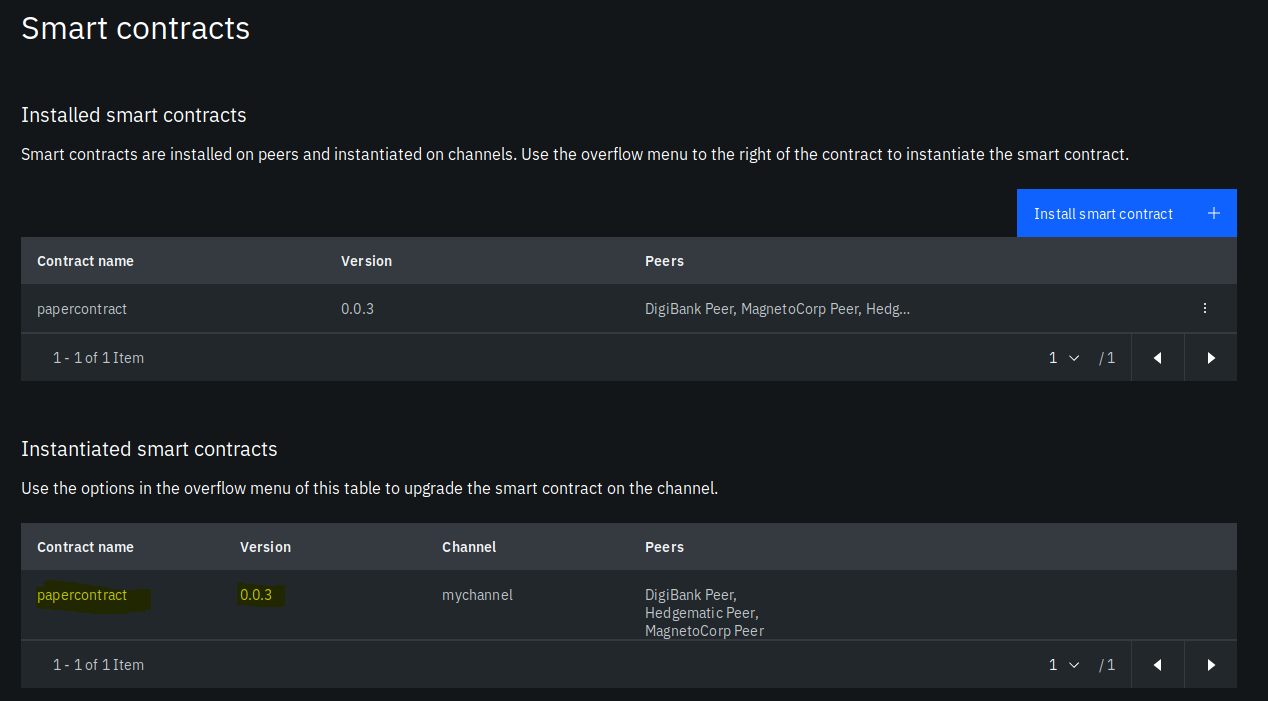 Smart contracts
Installed smart contracts
Smart contracts are installed on peers and instantiated on channels. Use the overflow menu to the right of the contract to instantiate the smart contract.
Install smart contract
Contract name Version Peers
papercontract 0.0.3 DigiBank Peer, MagnetoCorp Peer, Hedg...
1 - 1 of 1 Item 1 / 1
Instantiated smart contracts
Use the options in the overflow menu of this table to upgrade the smart contract on the channel.
Contract name Version Channel Peers
papercontract 0.0.3 mychannel DigiBank Peer,
Hedgematic Peer,
MagnetoCorp Peer
1 - 1 of 1 Item 1 / 1